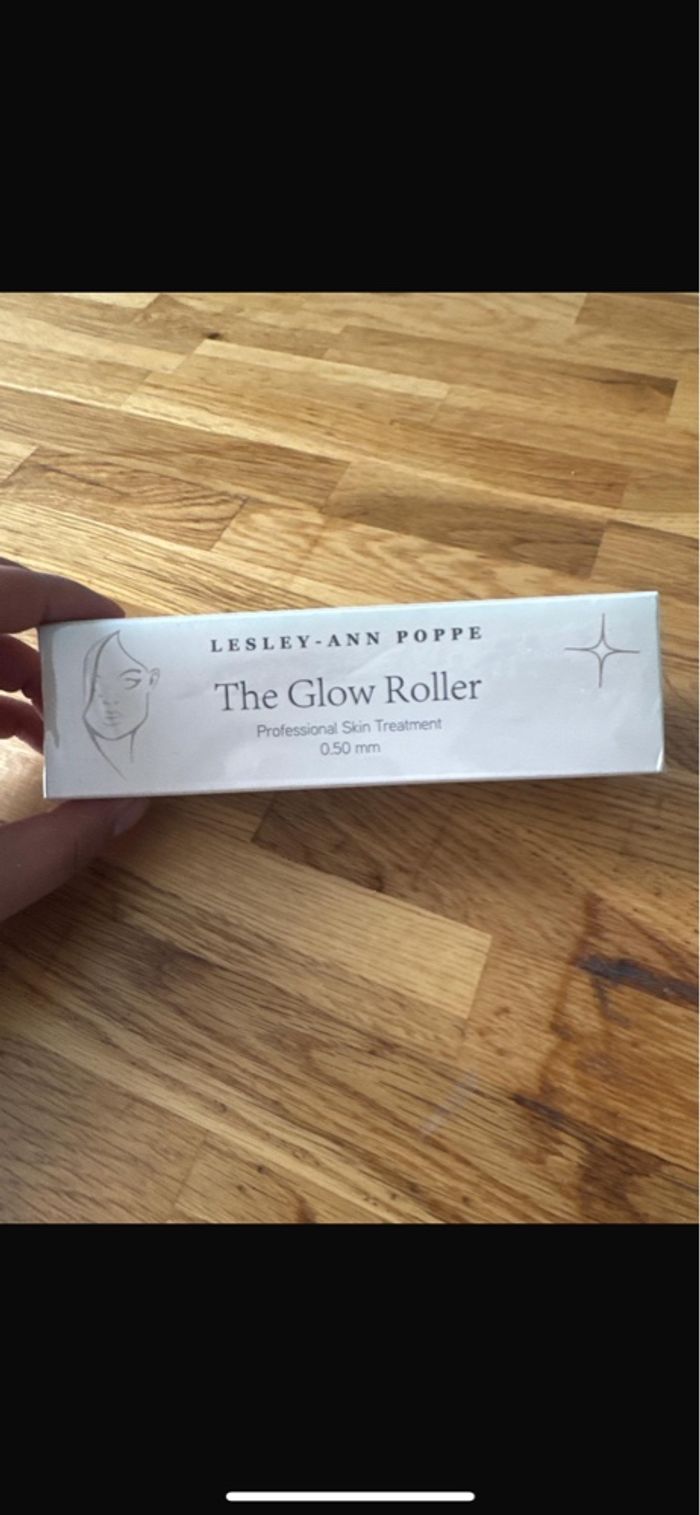 LESLEY-ANN POPPE
The Glow Roller
Professional Skin Treatment
0.50 mm